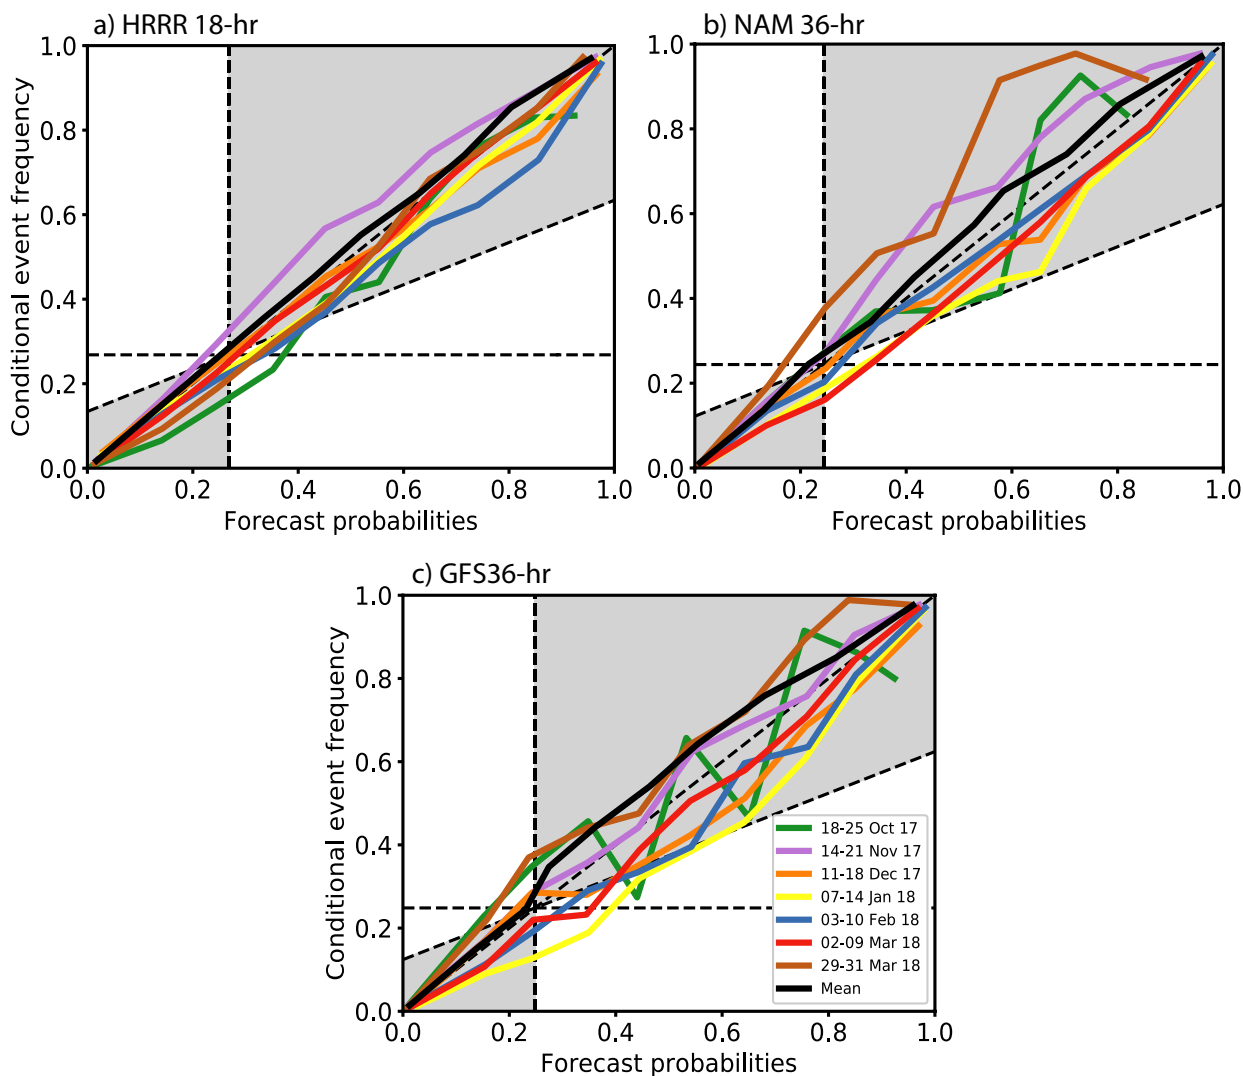 a) HRRR 18-hr
b) NAM 36-hr
Conditional event frequency
1.0
0.8
0.6
0.4
0.2
0.0
0.0 0.2 0.4 0.6 0.8 1.0
Forecast probabilities
1.0
0.8
0.6
0.4
0.2
0.0
0.0 0.2 0.4 0.6 0.8 1.0
Forecast probabilities
c) GFS36-hr
Conditional event frequency
1.0
0.8
0.6
0.4
0.2
0.0
0.0 0.2 0.4 0.6 0.8 1.0
Forecast probabilities
18-25 Oct 17
14-21 Nov 17
11-18 Dec 17
07-14 Jan 18
03-10 Feb 18
02-09 Mar 18
29-31 Mar 18
Mean